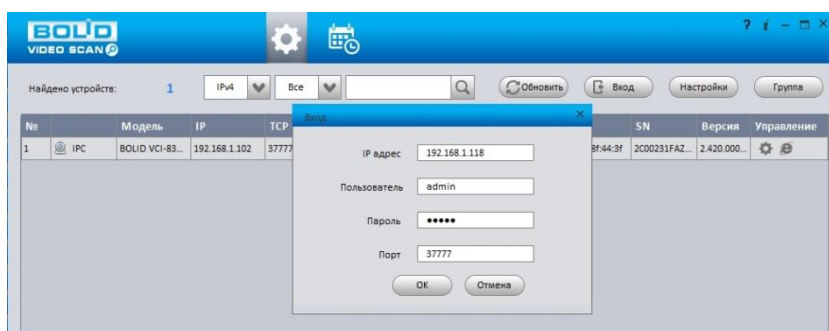 BOLID
VIDEO SCAN
? i
Найдено устройств: 1 IPv4 Все Обновить Вход Настройки Группа
№ Модель IP TCP SN Версия Управление
1 IPC BOLID VCI-83... 192.168.1.102 37777 3f:44:3f 2C00231FAZ... 2.420.000...
Вход
IP адрес 192.168.1.118
Пользователь admin
Пароль •••••
Порт 37777
OK Отмена